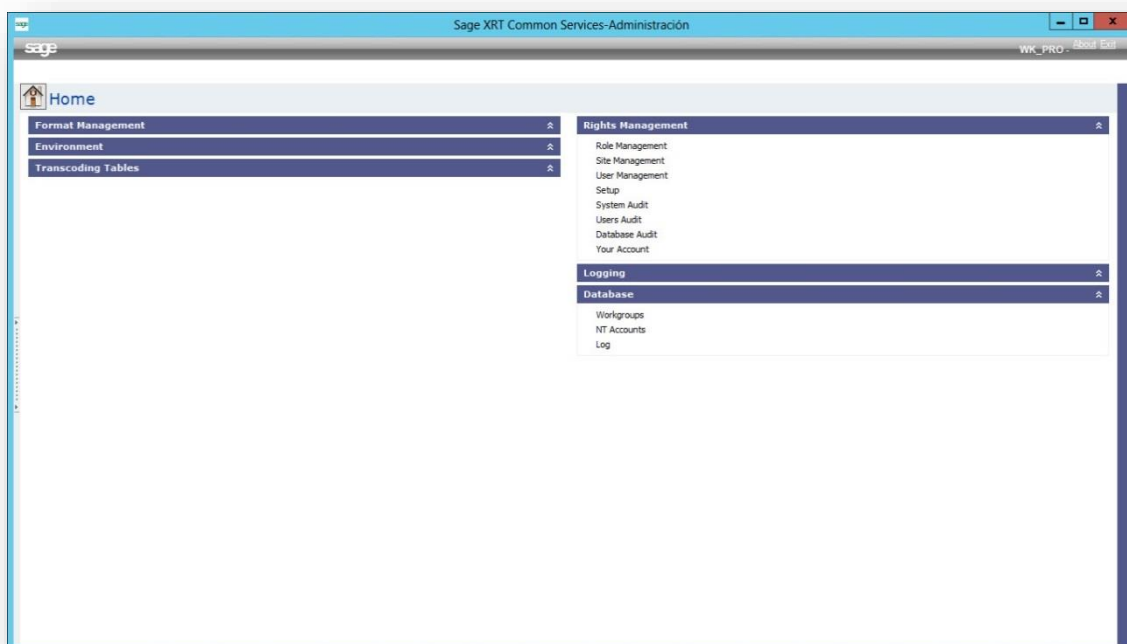 sage
Sage XRT Common Services-Administración
sage
WK_PRO - About Exit
Home
Format Management
Environment
Transcoding Tables
Rights Management
Role Management
Site Management
User Management
Setup
System Audit
Users Audit
Database Audit
Your Account
Logging
Database
Workgroups
NT Accounts
Log